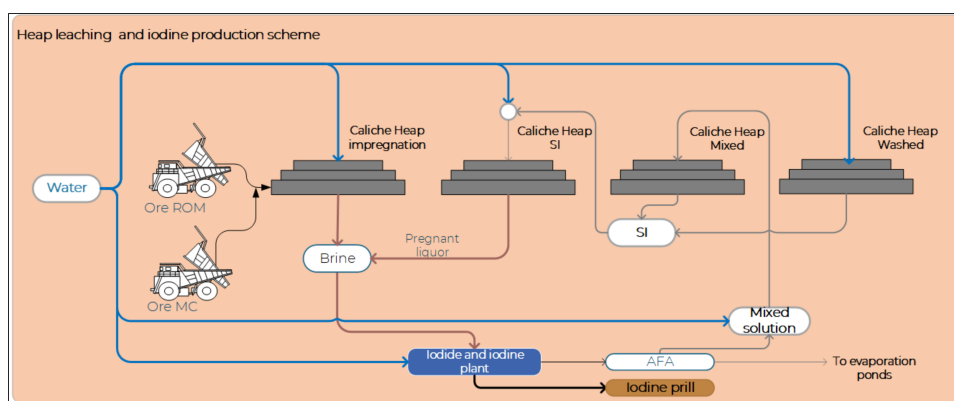 Heap leaching  and iodine production scheme
Caliche Heap
impregnation
Caliche Heap
SI
Caliche Heap
Mixed
Caliche Heap
Washed
Water
Ore ROM
SI
Pregnant
liquor
Brine
Ore MC
Mixed
solution
Iodide and iodine
plant
AFA
To evaporation
ponds
Iodine prill